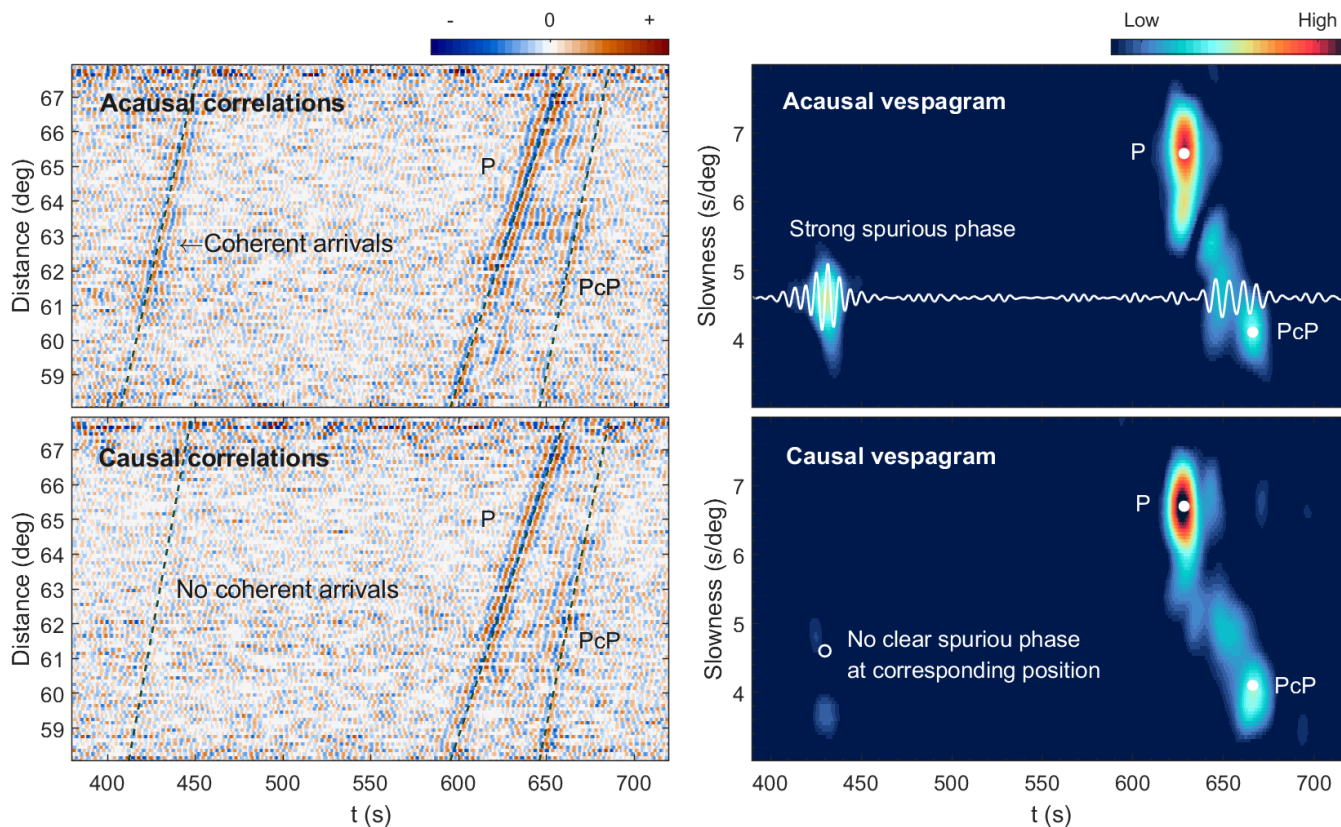 - 0 +
Low High
Acausal correlations
P
←Coherent arrivals
PcP
Distance (deg)
67
66
65
64
63
62
61
60
59
Acausal vespagram
P
Strong spurious phase
PcP
Slowness (s/deg)
7
6
5
4
Causal correlations
P
No coherent arrivals
PcP
Distance (deg)
67
66
65
64
63
62
61
60
59
400 450 500 550 600 650 700
t (s)
Causal vespagram
P
No clear spuriou phase
at corresponding position
PcP
Slowness (s/deg)
7
6
5
4
400 450 500 550 600 650 700
t (s)